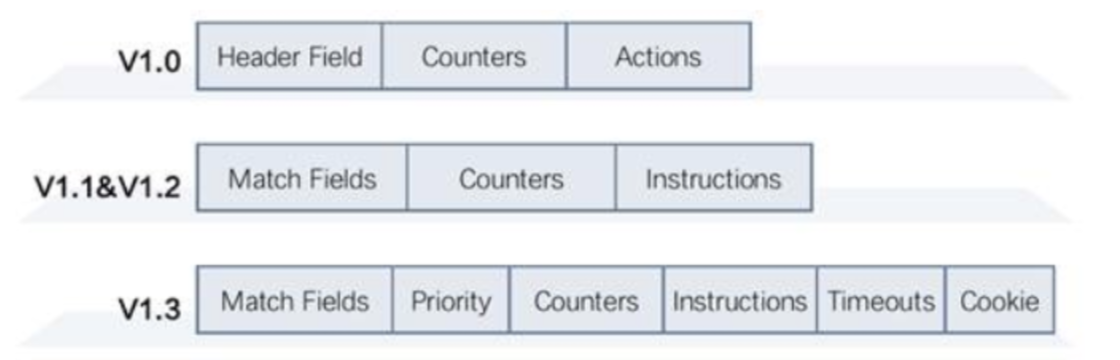 V1.0 Header Field Counters Actions
V1.1&V1.2 Match Fields Counters Instructions
V1.3 Match Fields Priority Counters Instructions Timeouts Cookie